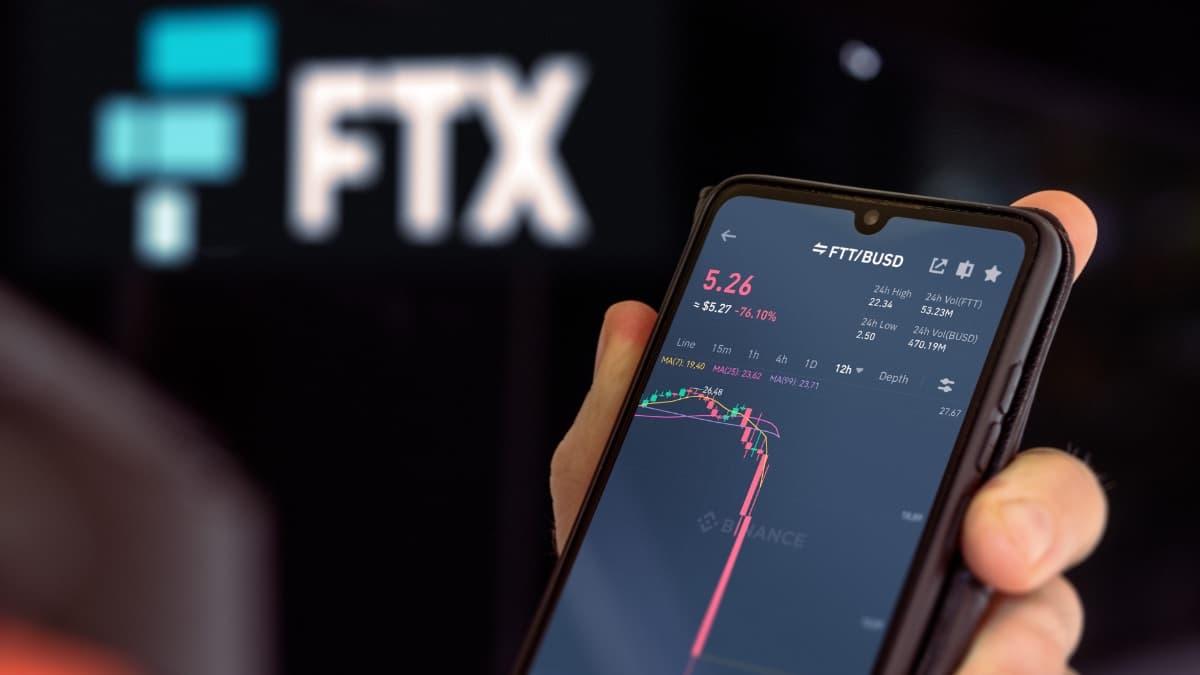 FTX
FTT/BUSD
5.26
≈ $5.27 -76.10%
24h High
22.34
24h Vol(FTT)
53.23M
24h Low
2.50
24h Vol(BUSD)
470.19M
Line 15m 1h 4h 1D 12h Depth
MA(7): 19,40 MA(25): 23,62 MA(99): 23,71
27.67
26,48
BINANCE